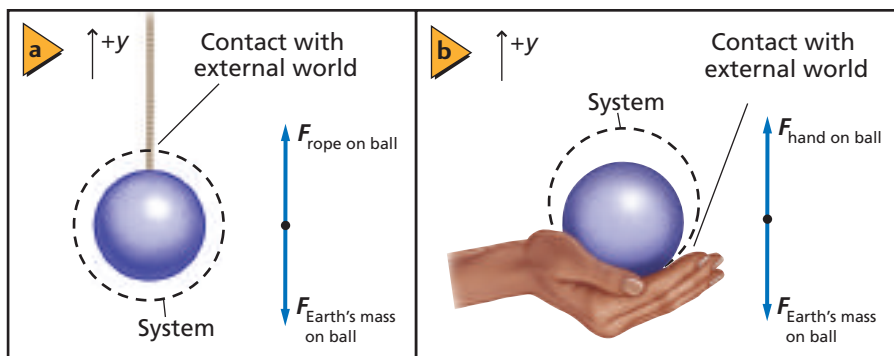 a
+y
Contact with
external world
F rope on ball
F Earth's mass
on ball
System
b
+y
Contact with
external world
System
F hand on ball
F Earth's mass
on ball